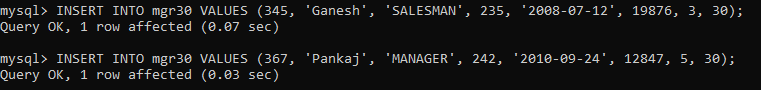 mysql> INSERT INTO mgr30 VALUES (345, 'Ganesh', 'SALESMAN', 235, '2008-07-12', 19876, 3, 30);
Query OK, 1 row affected (0.07 sec)
mysql> INSERT INTO mgr30 VALUES (367, 'Pankaj', 'MANAGER', 242, '2010-09-24', 12847, 5, 30);
Query OK, 1 row affected (0.03 sec)